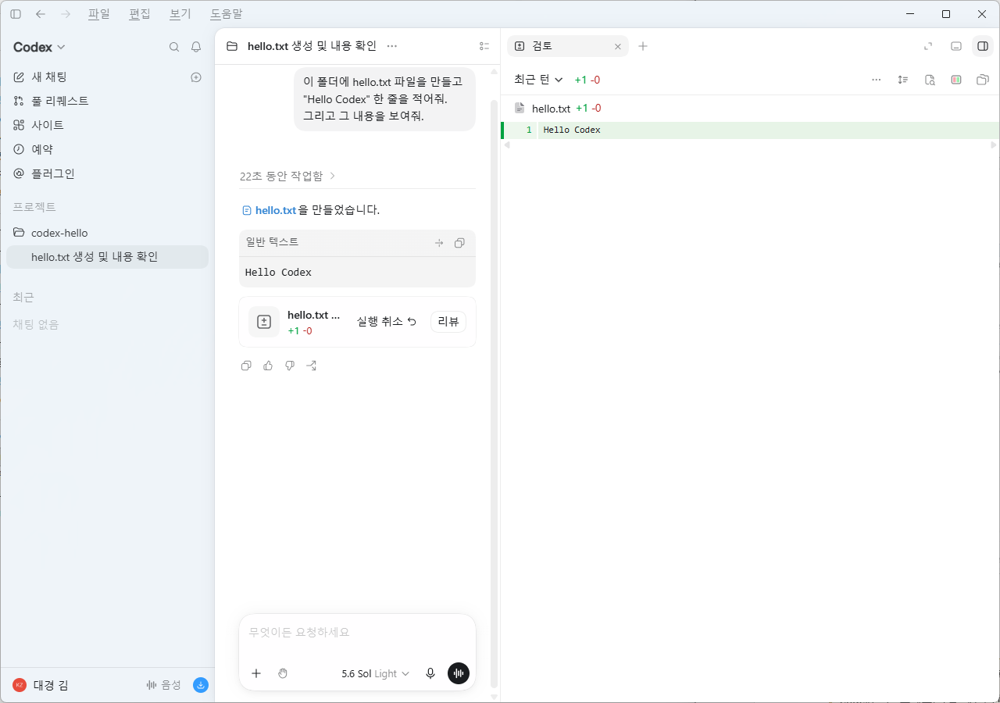 파일 편집 보기 도움말
Codex
새 채팅
풀 리퀘스트
사이트
예약
플러그인
프로젝트
codex-hello
hello.txt 생성 및 내용 확인
최근
채팅 없음
KZ 대경 김 음성
hello.txt 생성 및 내용 확인
이 폴더에 hello.txt 파일을 만들고
"Hello Codex" 한 줄을 적어줘.
그리고 그 내용을 보여줘.
22초 동안 작업함
hello.txt을 만들었습니다.
일반 텍스트
Hello Codex
hello.txt ...
+1 -0
실행 취소
리뷰
무엇이든 요청하세요
5.6 Sol Light
검토
최근 턴 +1 -0
hello.txt +1 -0
1 Hello Codex